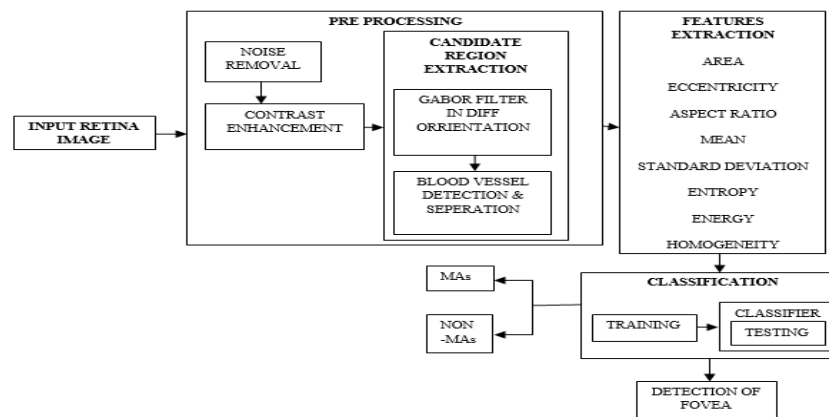 PRE PROCESSING
NOISE
REMOVAL
CONTRAST
ENHANCEMENT
CANDIDATE
REGION
EXTRACTION
GABOR FILTER
IN DIFF
ORRIENTATION
BLOOD VESSEL
DETECTION &
SEPERATION
INPUT RETINA
IMAGE
FEATURES
EXTRACTION
AREA
ECCENTRICITY
ASPECT RATIO
MEAN
STANDARD DEVIATION
ENTROPY
ENERGY
HOMOGENEITY
CLASSIFICATION
TRAINING
CLASSIFIER
TESTING
MAs
NON
-MAs
DETECTION OF
FOVEA